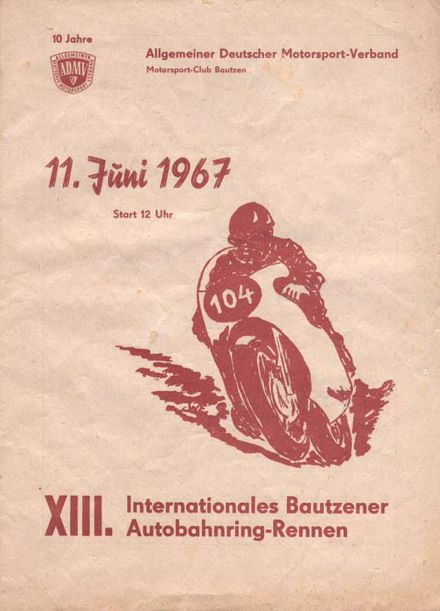 10 Jahre
ADMV
Allgemeiner Deutscher Motorsport-Verband
Motorsport-Club Bautzen
11. Juni 1967
Start 12 Uhr
104
XIII. Internationales Bautzener
Autobahnring-Rennen